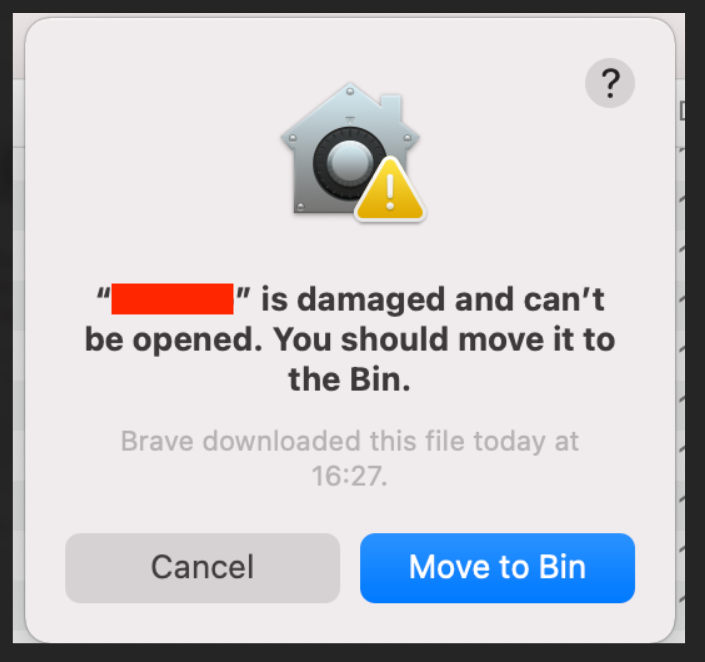 ?
“ ” is damaged and can’t
be opened. You should move it to
the Bin.
Brave downloaded this file today at
16:27.
Cancel
Move to Bin